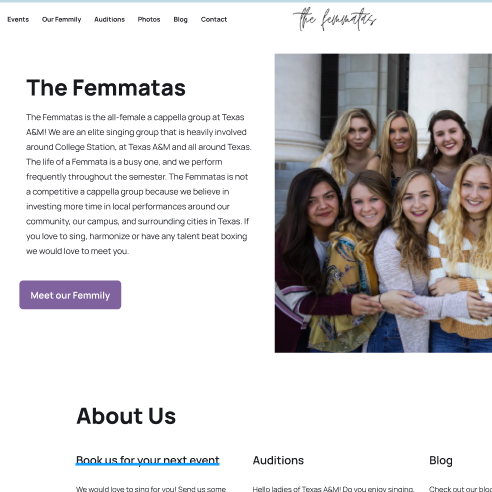 Events Our Femmily Auditions Photos Blog Contact
the femmatas
The Femmatas
The Femmatas is the all-female a cappella group at Texas
A&M! We are an elite singing group that is heavily involved
around College Station, at Texas A&M and all around Texas.
The life of a Femmata is a busy one, and we perform
frequently throughout the semester. The Femmatas is not
a competitive a cappella group because we believe in
investing more time in local performances around our
community, our campus, and surrounding cities in Texas. If
you love to sing, harmonize or have any talent beat boxing
we would love to meet you.
Meet our Femmily
About Us
Book us for your next event Auditions Blog
We would love to sing for you! Send us some Hello ladies of Texas A&M! Do you enjoy singing, Check out our blog